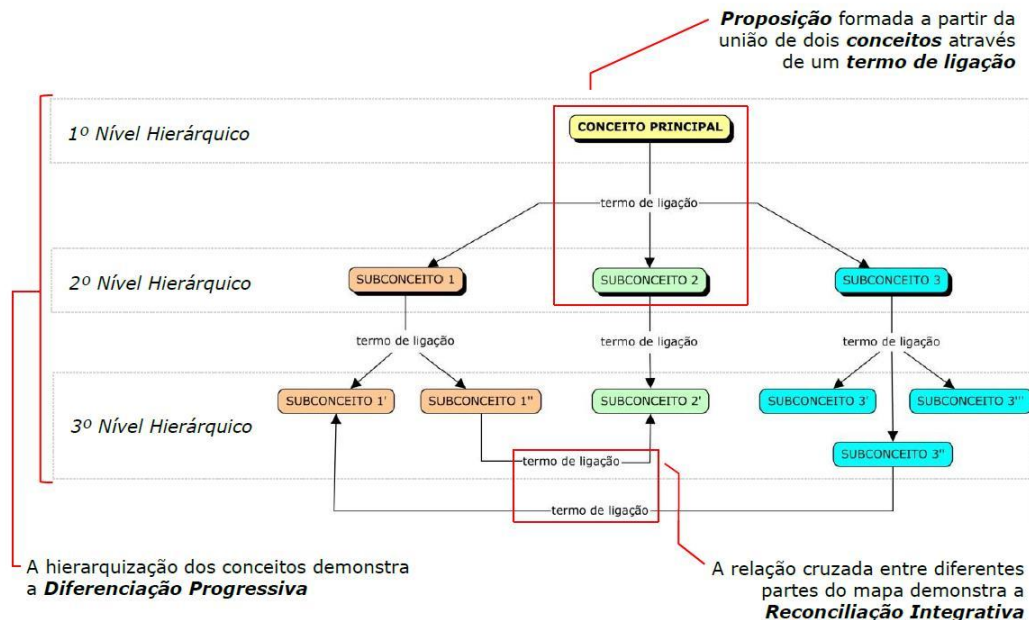 Proposição formada a partir da
união de dois conceitos através
de um termo de ligação
1º Nível Hierárquico
CONCEITO PRINCIPAL
termo de ligação
2º Nível Hierárquico
SUBCONCEITO 1
SUBCONCEITO 2
SUBCONCEITO 3
termo de ligação
termo de ligação
termo de ligação
3º Nível Hierárquico
SUBCONCEITO 1'
SUBCONCEITO 1''
SUBCONCEITO 2'
SUBCONCEITO 3'
SUBCONCEITO 3'''
SUBCONCEITO 3''
termo de ligação
termo de ligação
A hierarquização dos conceitos demonstra
a Diferenciação Progressiva
A relação cruzada entre diferentes
partes do mapa demonstra a
Reconciliação Integrativa